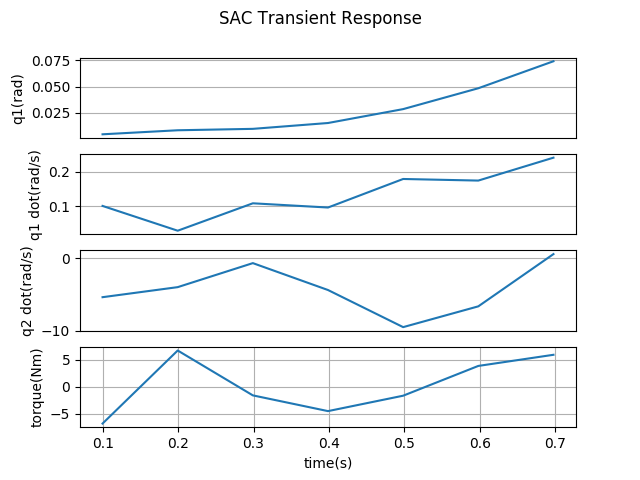 SAC Transient Response
q1(rad)
0.075
0.050
0.025
q1 dot(rad/s)
0.2
0.1
q2 dot(rad/s)
0
−10
torque(Nm)
5
0
−5
0.1 0.2 0.3 0.4 0.5 0.6 0.7
time(s)